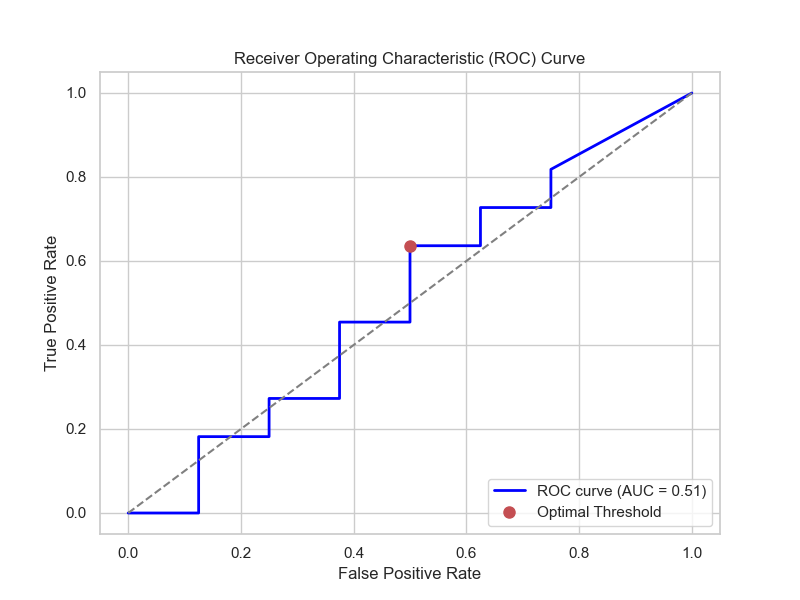 Receiver Operating Characteristic (ROC) Curve
True Positive Rate
1.0
0.8
0.6
0.4
0.2
0.0
ROC curve (AUC = 0.51)
Optimal Threshold
0.0 0.2 0.4 0.6 0.8 1.0
False Positive Rate